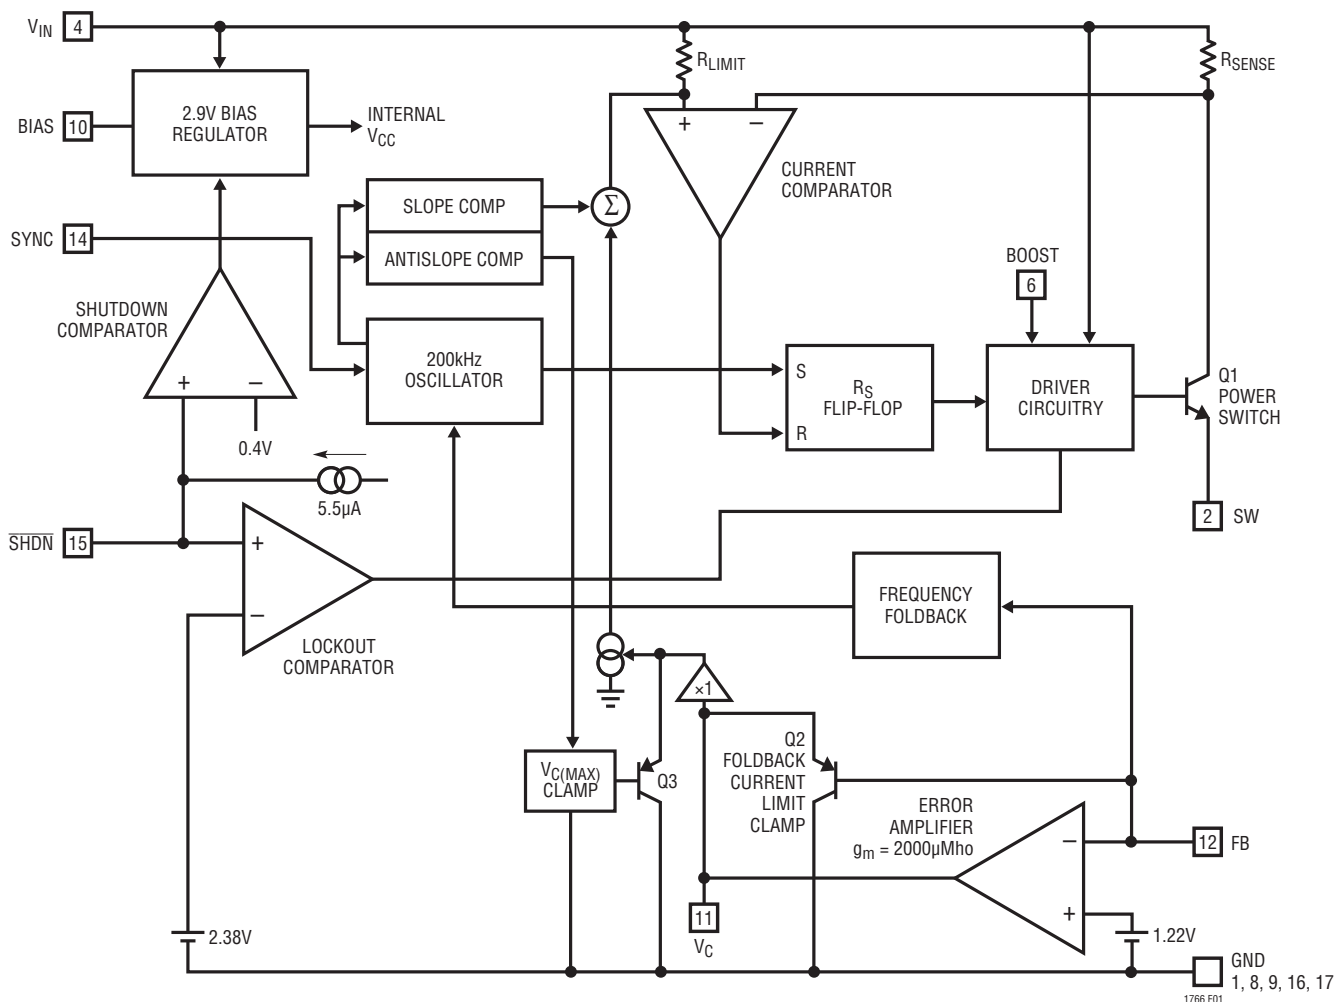 VIN 4
RLIMIT
RSENSE
2.9V BIAS
REGULATOR
INTERNAL
VCC
BIAS 10
+ −
CURRENT
COMPARATOR
SLOPE COMP
Σ
ANTISLOPE COMP
SYNC 14
BOOST
6
SHUTDOWN
COMPARATOR
200kHz
OSCILLATOR
S
R
RS
FLIP-FLOP
DRIVER
CIRCUITRY
Q1
POWER
SWITCH
+ −
0.4V
5.5µA
2 SW
SHDN 15
+
−
LOCKOUT
COMPARATOR
FREQUENCY
FOLDBACK
×1
VC(MAX)
CLAMP
Q3
Q2
FOLDBACK
CURRENT
LIMIT
CLAMP
ERROR
AMPLIFIER
gm = 2000µMho
−
+
12 FB
11
VC
2.38V
1.22V
GND
1, 8, 9, 16, 17
1766 F01